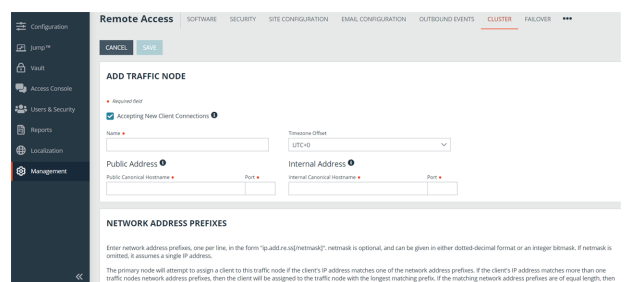 Remote Access SOFTWARE SECURITY SITE CONFIGURATION EMAIL CONFIGURATION OUTBOUND EVENTS CLUSTER FAILOVER •••
Configuration
Jump™
Vault
Access Console
Users & Security
Reports
Localization
Management
CANCEL SAVE
ADD TRAFFIC NODE
• Required field
Accepting New Client Connections
Name • Timezone Offset
UTC+0
Public Address Internal Address
Public Canonical Hostname • Port • Internal Canonical Hostname • Port •
NETWORK ADDRESS PREFIXES
Enter network address prefixes, one per line, in the form "ip.add.re.ss[/netmask]". netmask is optional, and can be given in either dotted-decimal format or an integer bitmask. If netmask is
omitted, it assumes a single IP address.
The primary node will attempt to assign a client to this traffic node if the client's IP address matches one of the network address prefixes. If the client's IP address matches more than one
traffic nodes network address prefixes, then the client will be assigned to the traffic node with the longest matching prefix. If the matching network address prefixes are of equal length, then